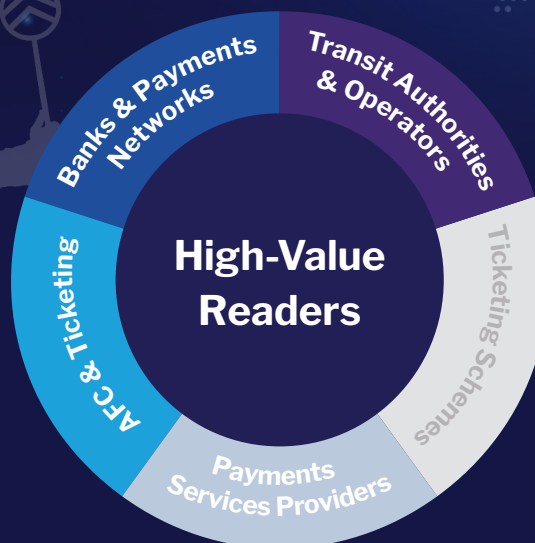 High-Value
Readers
Banks & Payments
Networks
Transit Authorities
& Operators
Ticketing Schemes
Payments
Services Providers
AFC & Ticketing